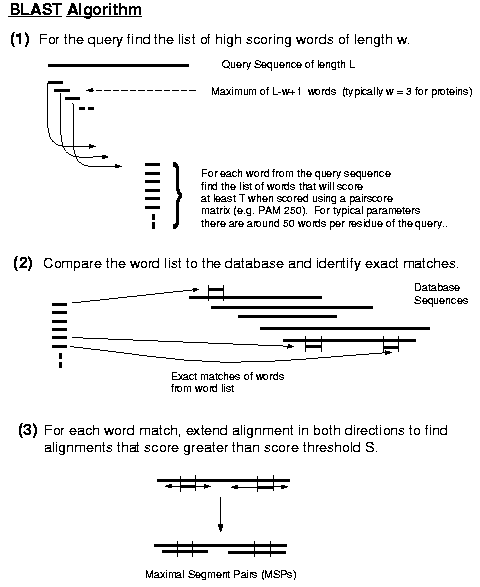 BLAST Algorithm
(1) For the query find the list of high scoring words of length w.
Query Sequence of length L
Maximum of L-w+1 words (typically w = 3 for proteins)
For each word from the query sequence
find the list of words that will score
at least T when scored using a pairscore
matrix (e.g. PAM 250). For typical parameters
there are around 50 words per residue of the query..
(2) Compare the word list to the database and identify exact matches.
Database
Sequences
Exact matches of words
from word list
(3) For each word match, extend alignment in both directions to find
alignments that score greater than score threshold S.
Maximal Segment Pairs (MSPs)